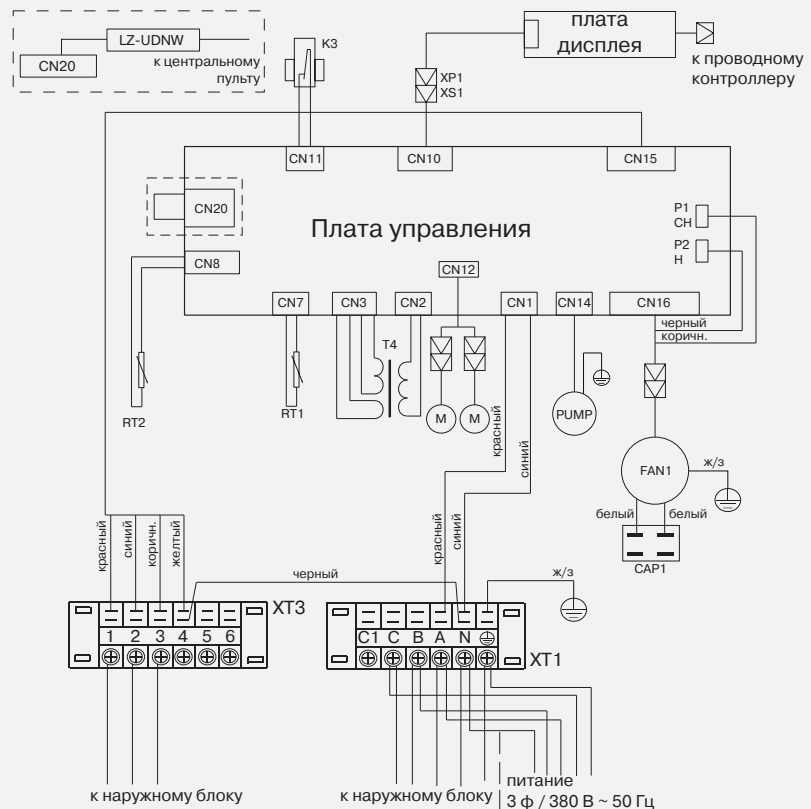 LZ-UDNW
CN20
к центральному
пульту
K3
плата
дисплея
к проводному
контроллеру
XP1
XS1
CN11
CN10
CN15
CN20
Плата управления
P1
CH
P2
H
CN8
CN12
CN7
CN3
CN2
CN1
CN14
CN16
черный
коричн.
T4
RT2
RT1
M
M
PUMP
красный
синий
FAN1
ж/з
белый
белый
CAP1
красный
синий
коричн.
желтый
красный
синий
черный
ж/з
XT3
1 2 3 4 5 6
C1 C B A N
XT1
к наружному блоку
к наружному блоку
питание
3 ф / 380 В ~ 50 Гц